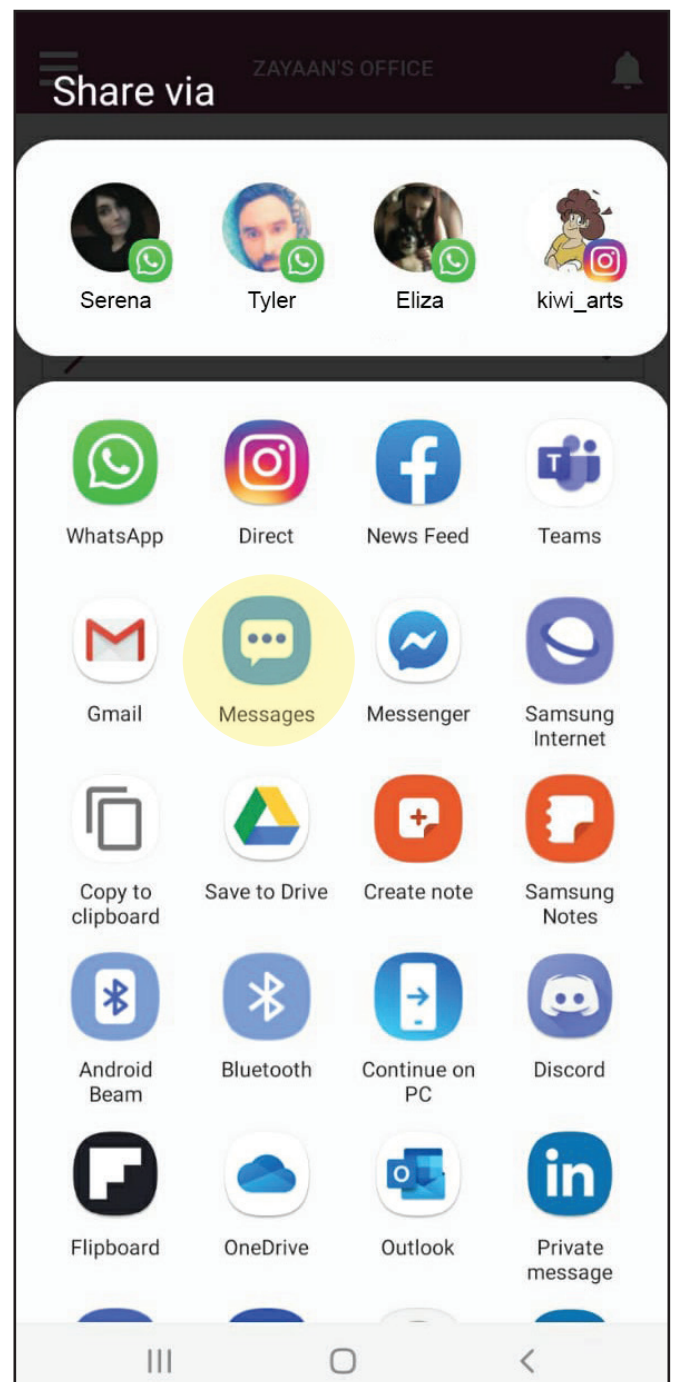 ZAYAAN'S OFFICE
Share via
Serena
Tyler
Eliza
kiwi_arts
WhatsApp
Direct
News Feed
Teams
T
Gmail
Messages
Messenger
Samsung
Internet
Copy to
clipboard
Save to Drive
Create note
Samsung
Notes
Android
Beam
Bluetooth
Continue on
PC
Discord
O
in
Flipboard
OneDrive
Outlook
Private
message